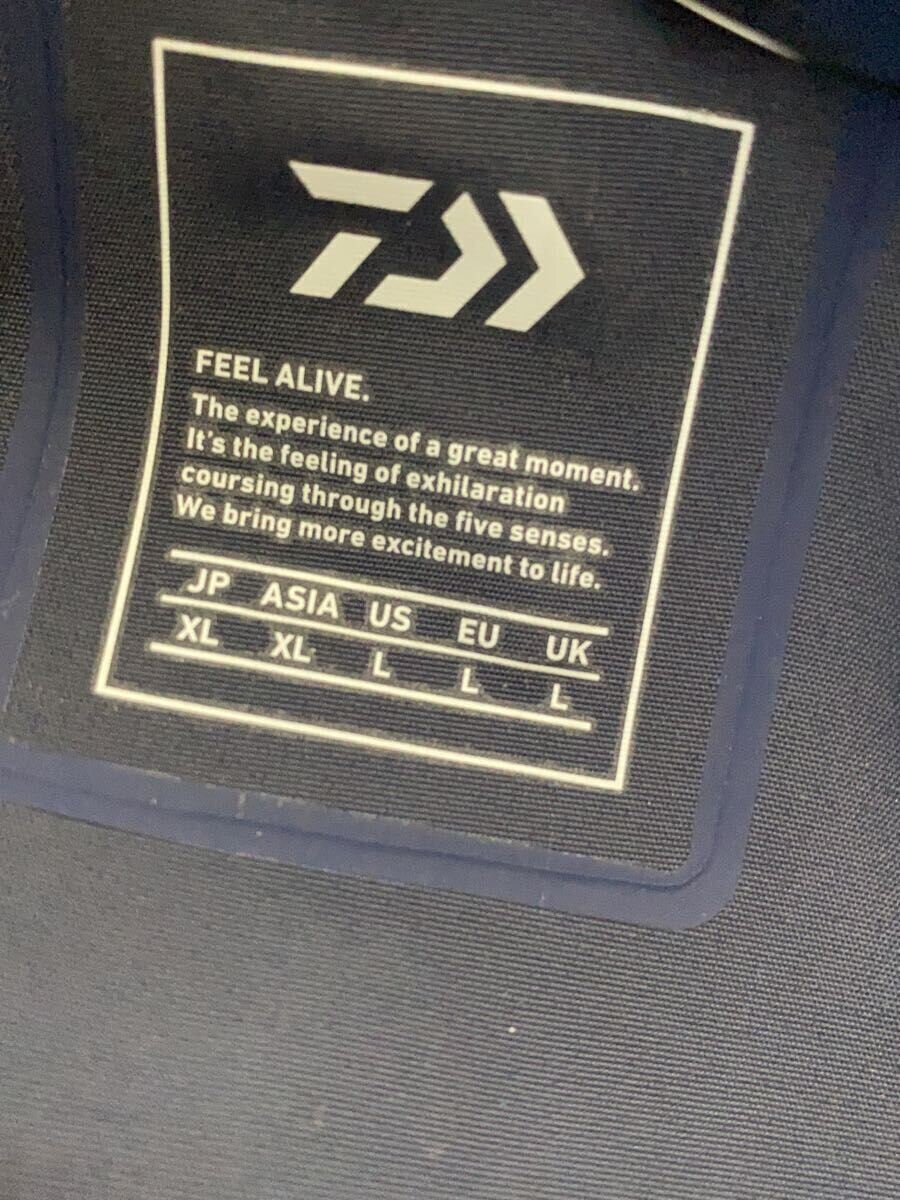 FEEL ALIVE.
The experience of a great moment.
It's the feeling of exhilaration
coursing through the five senses.
We bring more excitement to life.
JP ASIA US EU UK
XL XL L L L